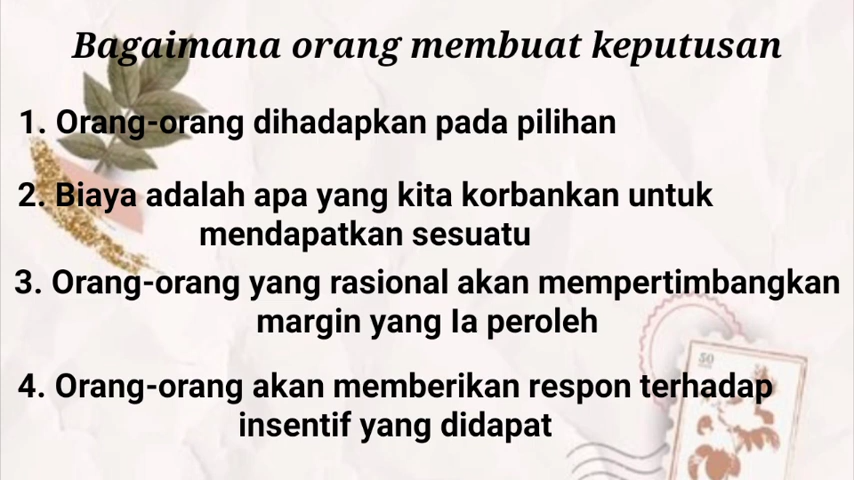 Bagaimana orang membuat keputusan
1. Orang-orang dihadapkan pada pilihan
2. Biaya adalah apa yang kita korbankan untuk
mendapatkan sesuatu
3. Orang-orang yang rasional akan mempertimbangkan
margin yang Ia peroleh
4. Orang-orang akan memberikan respon terhadap
insentif yang didapat
50